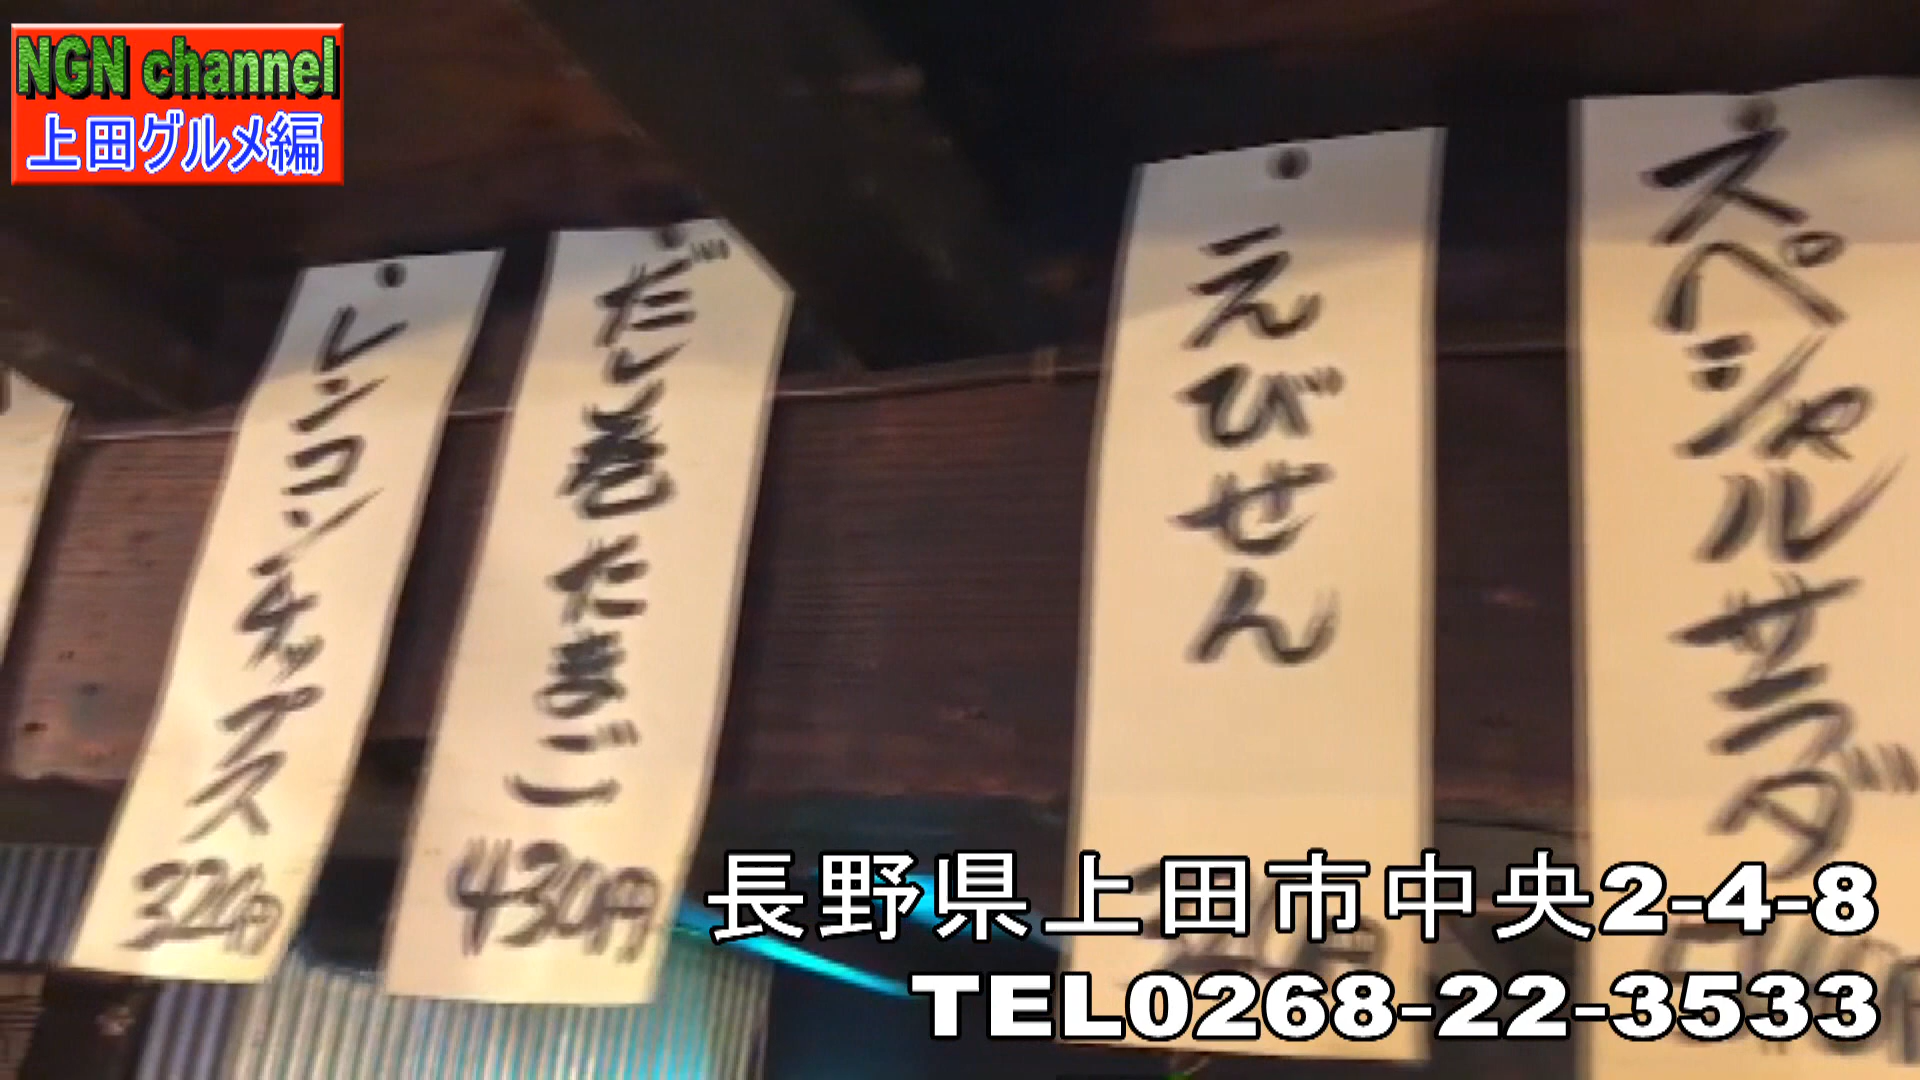 NGN channel
上田グルメ編
レンコンチップス
320円
だし巻たまご
430円
えびせん
スペシャルサラダ
長野県上田市中央2-4-8
TEL0268-22-3533